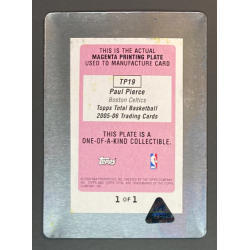 THIS IS THE ACTUAL
MAGENTA PRINTING PLATE
USED TO MANUFACTURE CARD
TP19
Paul Pierce
Boston Celtics
Topps Total Basketball
2005-06 Trading Cards
THIS PLATE IS A
ONE-OF-A-KIND COLLECTIBLE.
Topps
1 of 1